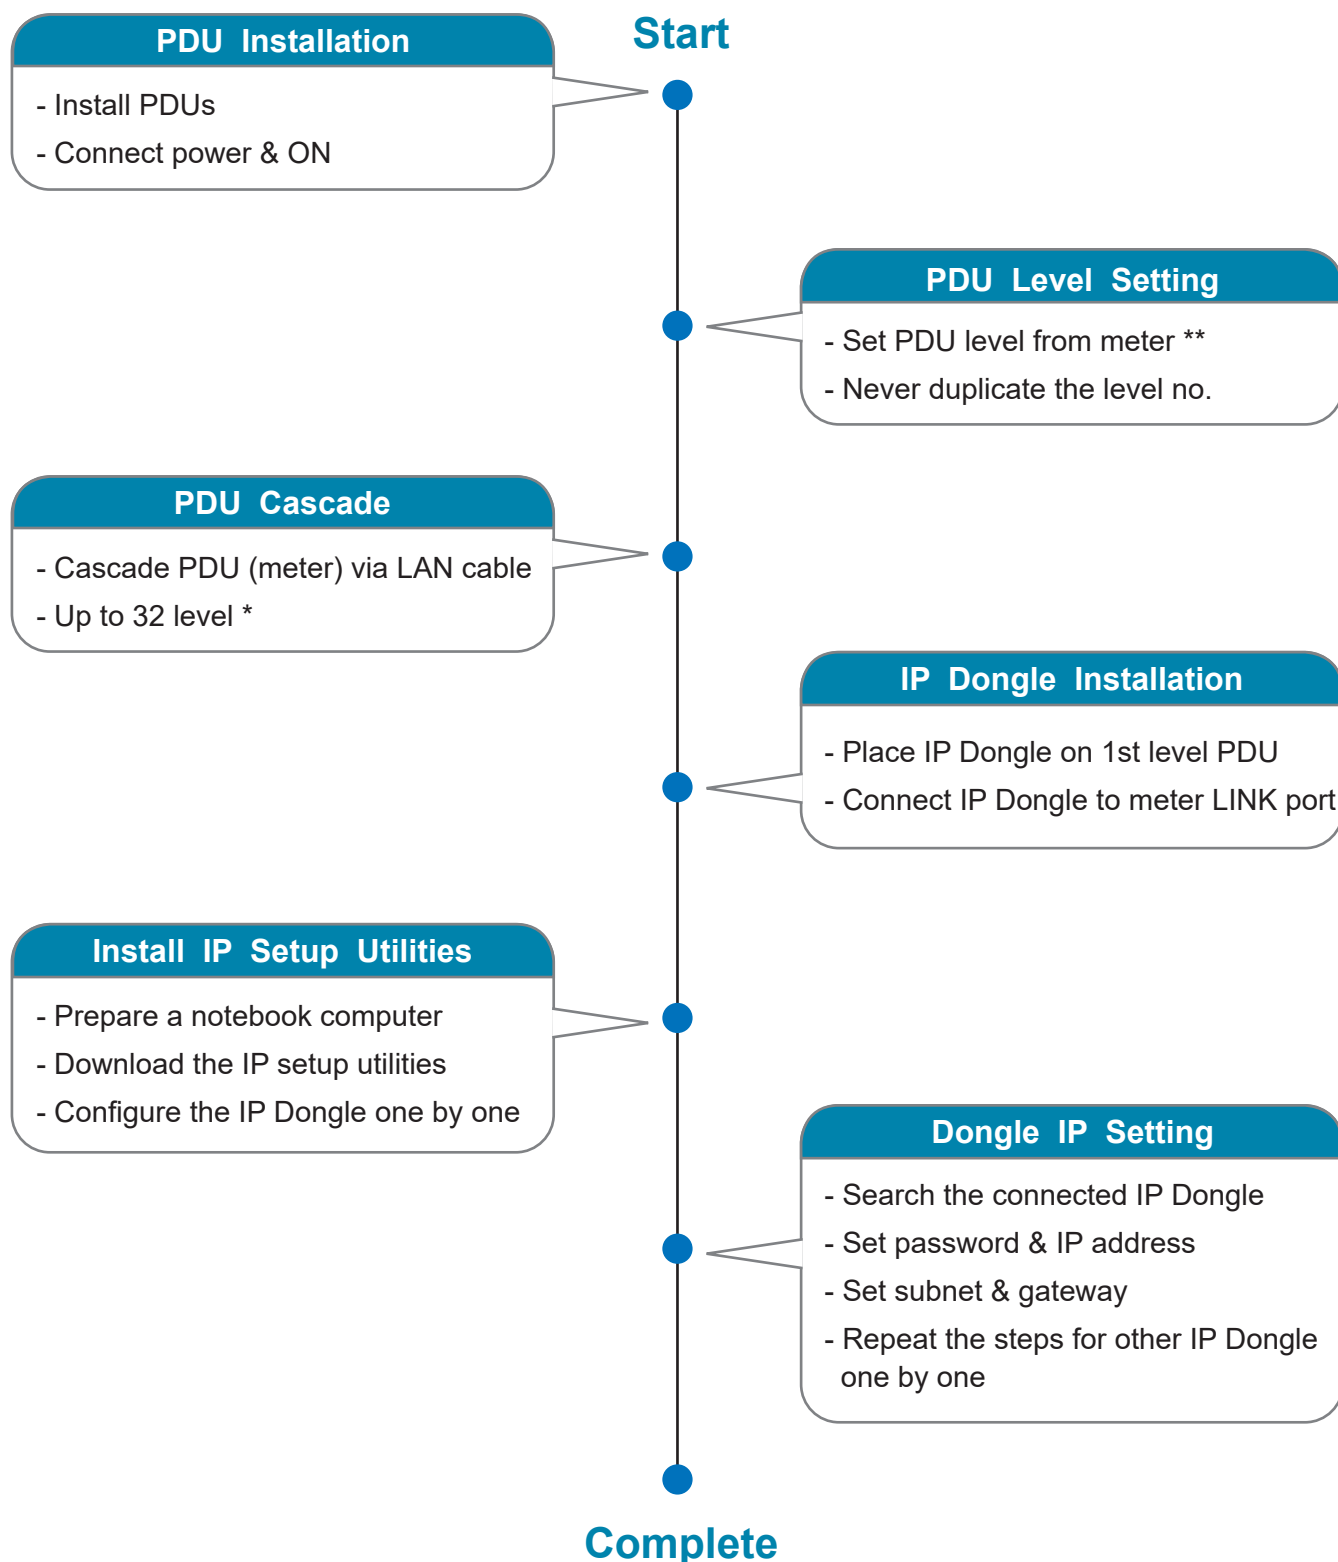 Start
PDU Installation
- Install PDUs
- Connect power & ON
PDU Level Setting
- Set PDU level from meter **
- Never duplicate the level no.
PDU Cascade
- Cascade PDU (meter) via LAN cable
- Up to 32 level *
IP Dongle Installation
- Place IP Dongle on 1st level PDU
- Connect IP Dongle to meter LINK port
Install IP Setup Utilities
- Prepare a notebook computer
- Download the IP setup utilities
- Configure the IP Dongle one by one
Dongle IP Setting
- Search the connected IP Dongle
- Set password & IP address
- Set subnet & gateway
- Repeat the steps for other IP Dongle
one by one
Complete